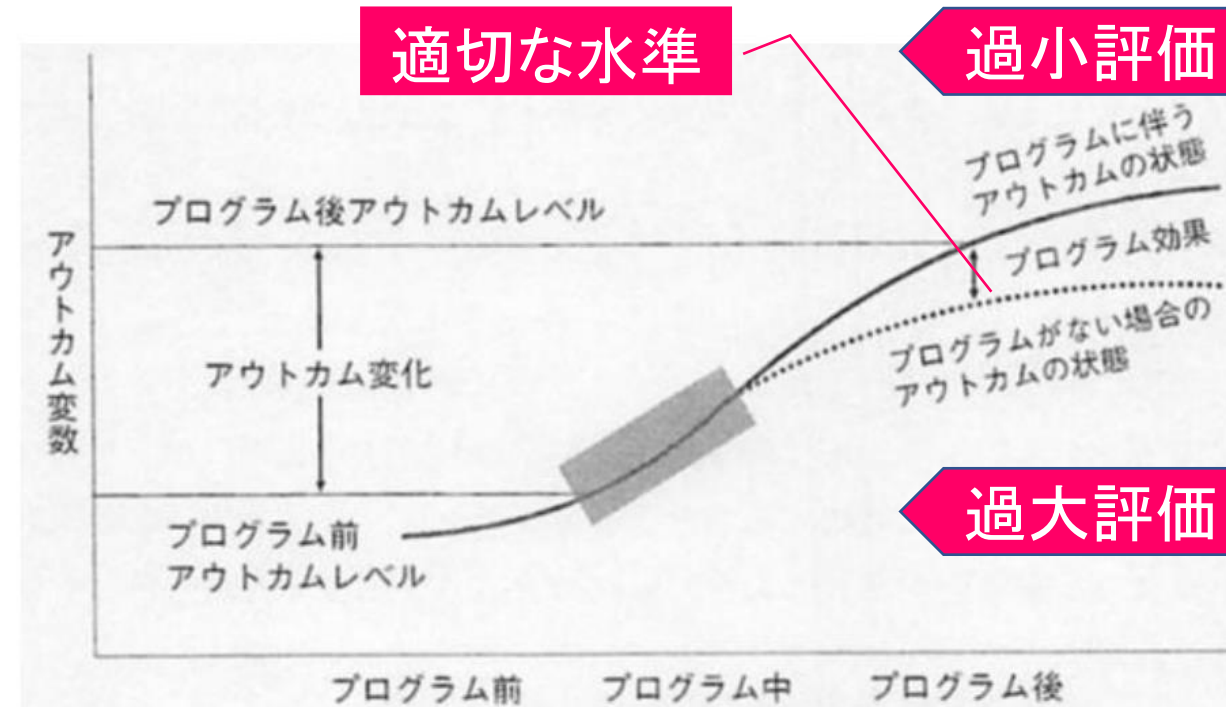 適切な水準
過小評価
プログラムに伴う
アウトカムの状態
プログラム後アウトカムレベル
プログラム効果
アウトカム変数
プログラムがない場合の
アウトカムの状態
アウトカム変化
過大評価
プログラム前
アウトカムレベル
プログラム前
プログラム中
プログラム後